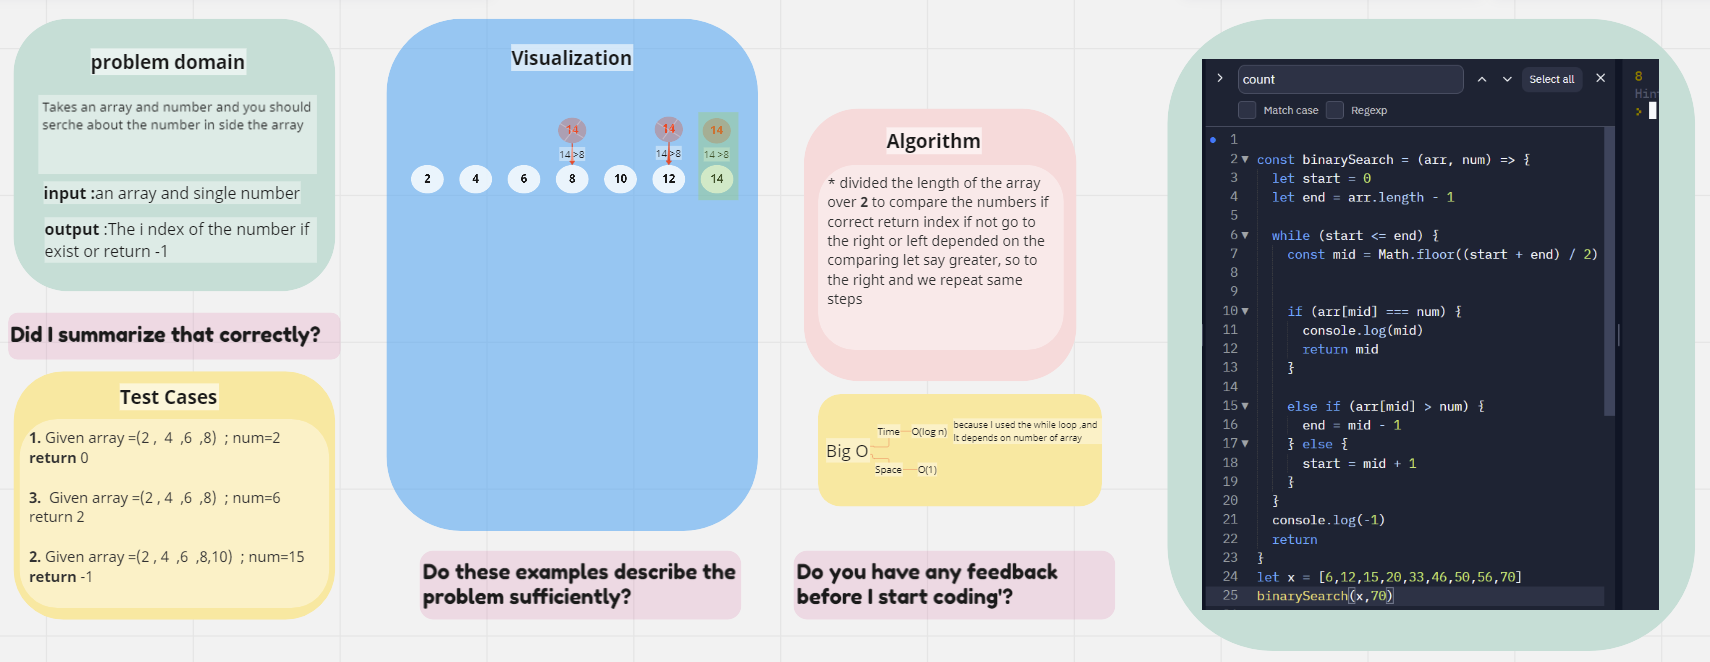 problem domain
Takes an array and number and you should
serche about the number in side the array
input :an array and single number
output :The i ndex of the number if
exist or return -1
Did I summarize that correctly?
Test Cases
1. Given array =(2 , 4 ,6 ,8) ; num=2
return 0
3. Given array =(2 , 4 ,6 ,8) ; num=6
return 2
2. Given array =(2 , 4 ,6 ,8,10) ; num=15
return -1
Visualization
14 14 14
14>8 14>8 14>8
2 4 6 8 10 12 14
Do these examples describe the
problem sufficiently?
Algorithm
* divided the length of the array
over 2 to compare the numbers if
correct return index if not go to
the right or left depended on the
comparing let say greater, so to
the right and we repeat same
steps
Big O
Time O(log n) because I used the while loop ,and
It depends on number of array
Space O(1)
Do you have any feedback
before I start coding'?
count
Select all
Match case Regexp
1
2 const binarySearch = (arr, num) => {
3 let start = 0
4 let end = arr.length - 1
5
6 while (start <= end) {
7 const mid = Math.floor((start + end) / 2)
8
9
10 if (arr[mid] === num) {
11 console.log(mid)
12 return mid
13 }
14
15 else if (arr[mid] > num) {
16 end = mid - 1
17 } else {
18 start = mid + 1
19 }
20 }
21 console.log(-1)
22 return
23 }
24 let x = [6,12,15,20,33,46,50,56,70]
25 binarySearch(x,70)
8